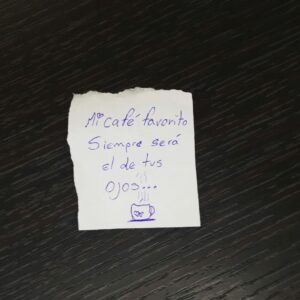 Mi café favorito
Siempre será
el de tus
Ojos...